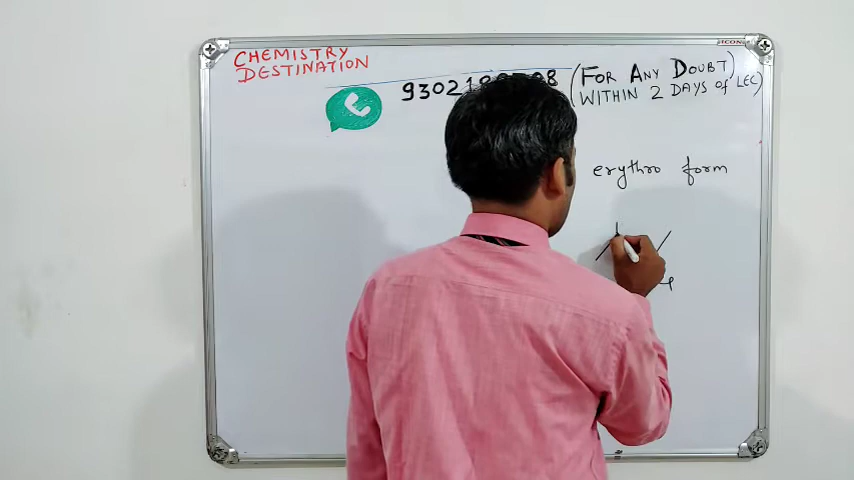 CHEMISTRY
DESTINATION
(FOR ANY DOUBT)
WITHIN 2 DAYS of LEC)
erythro form